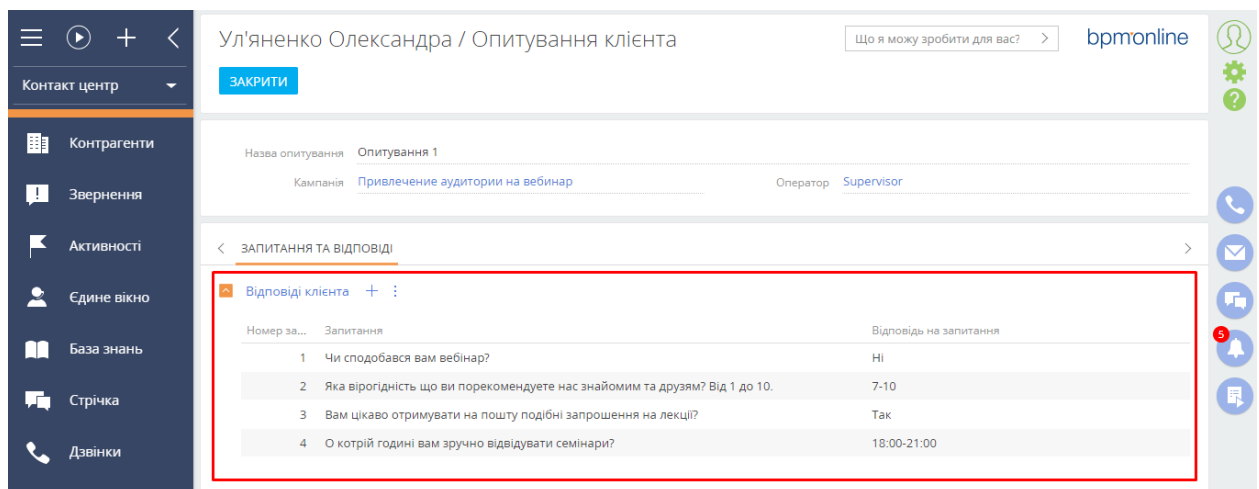 Ул'яненко Олександра / Опитування клієнта
Що я можу зробити для вас?
bpmonline
ЗАКРИТИ
Контакт центр
Контрагенти
Звернення
Активності
Єдине вікно
База знань
Стрічка
Дзвінки
Назва опитування Опитування 1
Кампанія Привлечение аудитории на вебинар Оператор Supervisor
ЗАПИТАННЯ ТА ВІДПОВІДІ
Відповіді клієнта
Номер за... Запитання Відповідь на запитання
1 Чи сподобався вам вебінар? Ні
2 Яка вірогідність що ви порекомендуете нас знайомим та друзям? Від 1 до 10. 7-10
3 Вам цікаво отримувати на пошту подібні запрошення на лекції? Так
4 О котрій годині вам зручно відвідувати семінари? 18:00-21:00
5